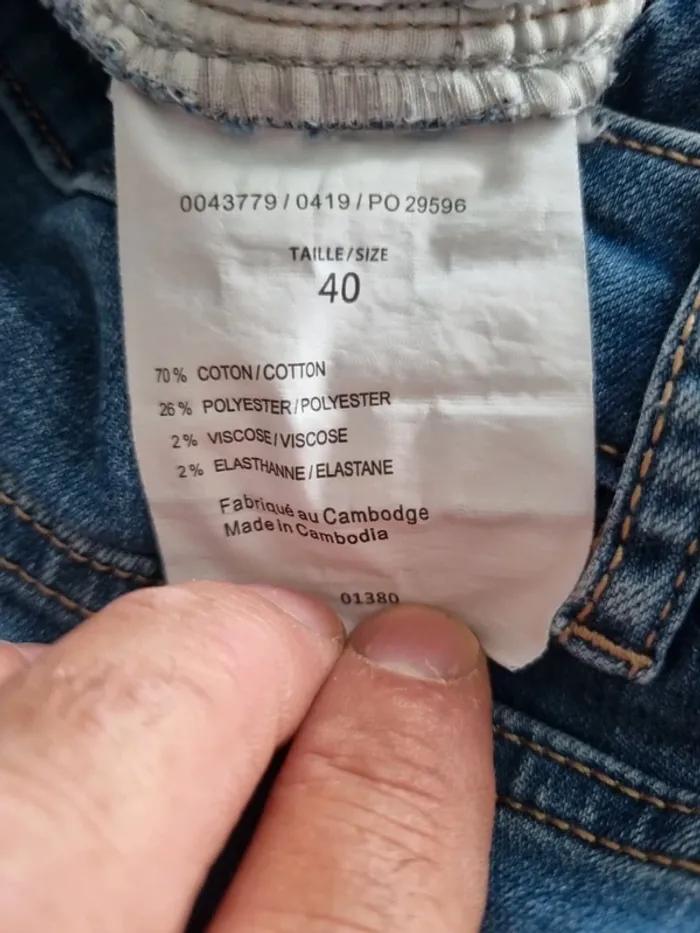 0043779 / 0419 / PO 29596
TAILLE/SIZE
40
70% COTON/COTTON
26% POLYESTER/POLYESTER
2% VISCOSE/VISCOSE
2% ELASTHANNE/ELASTANE
Fabriqué au Cambodge
Made in Cambodia
01380